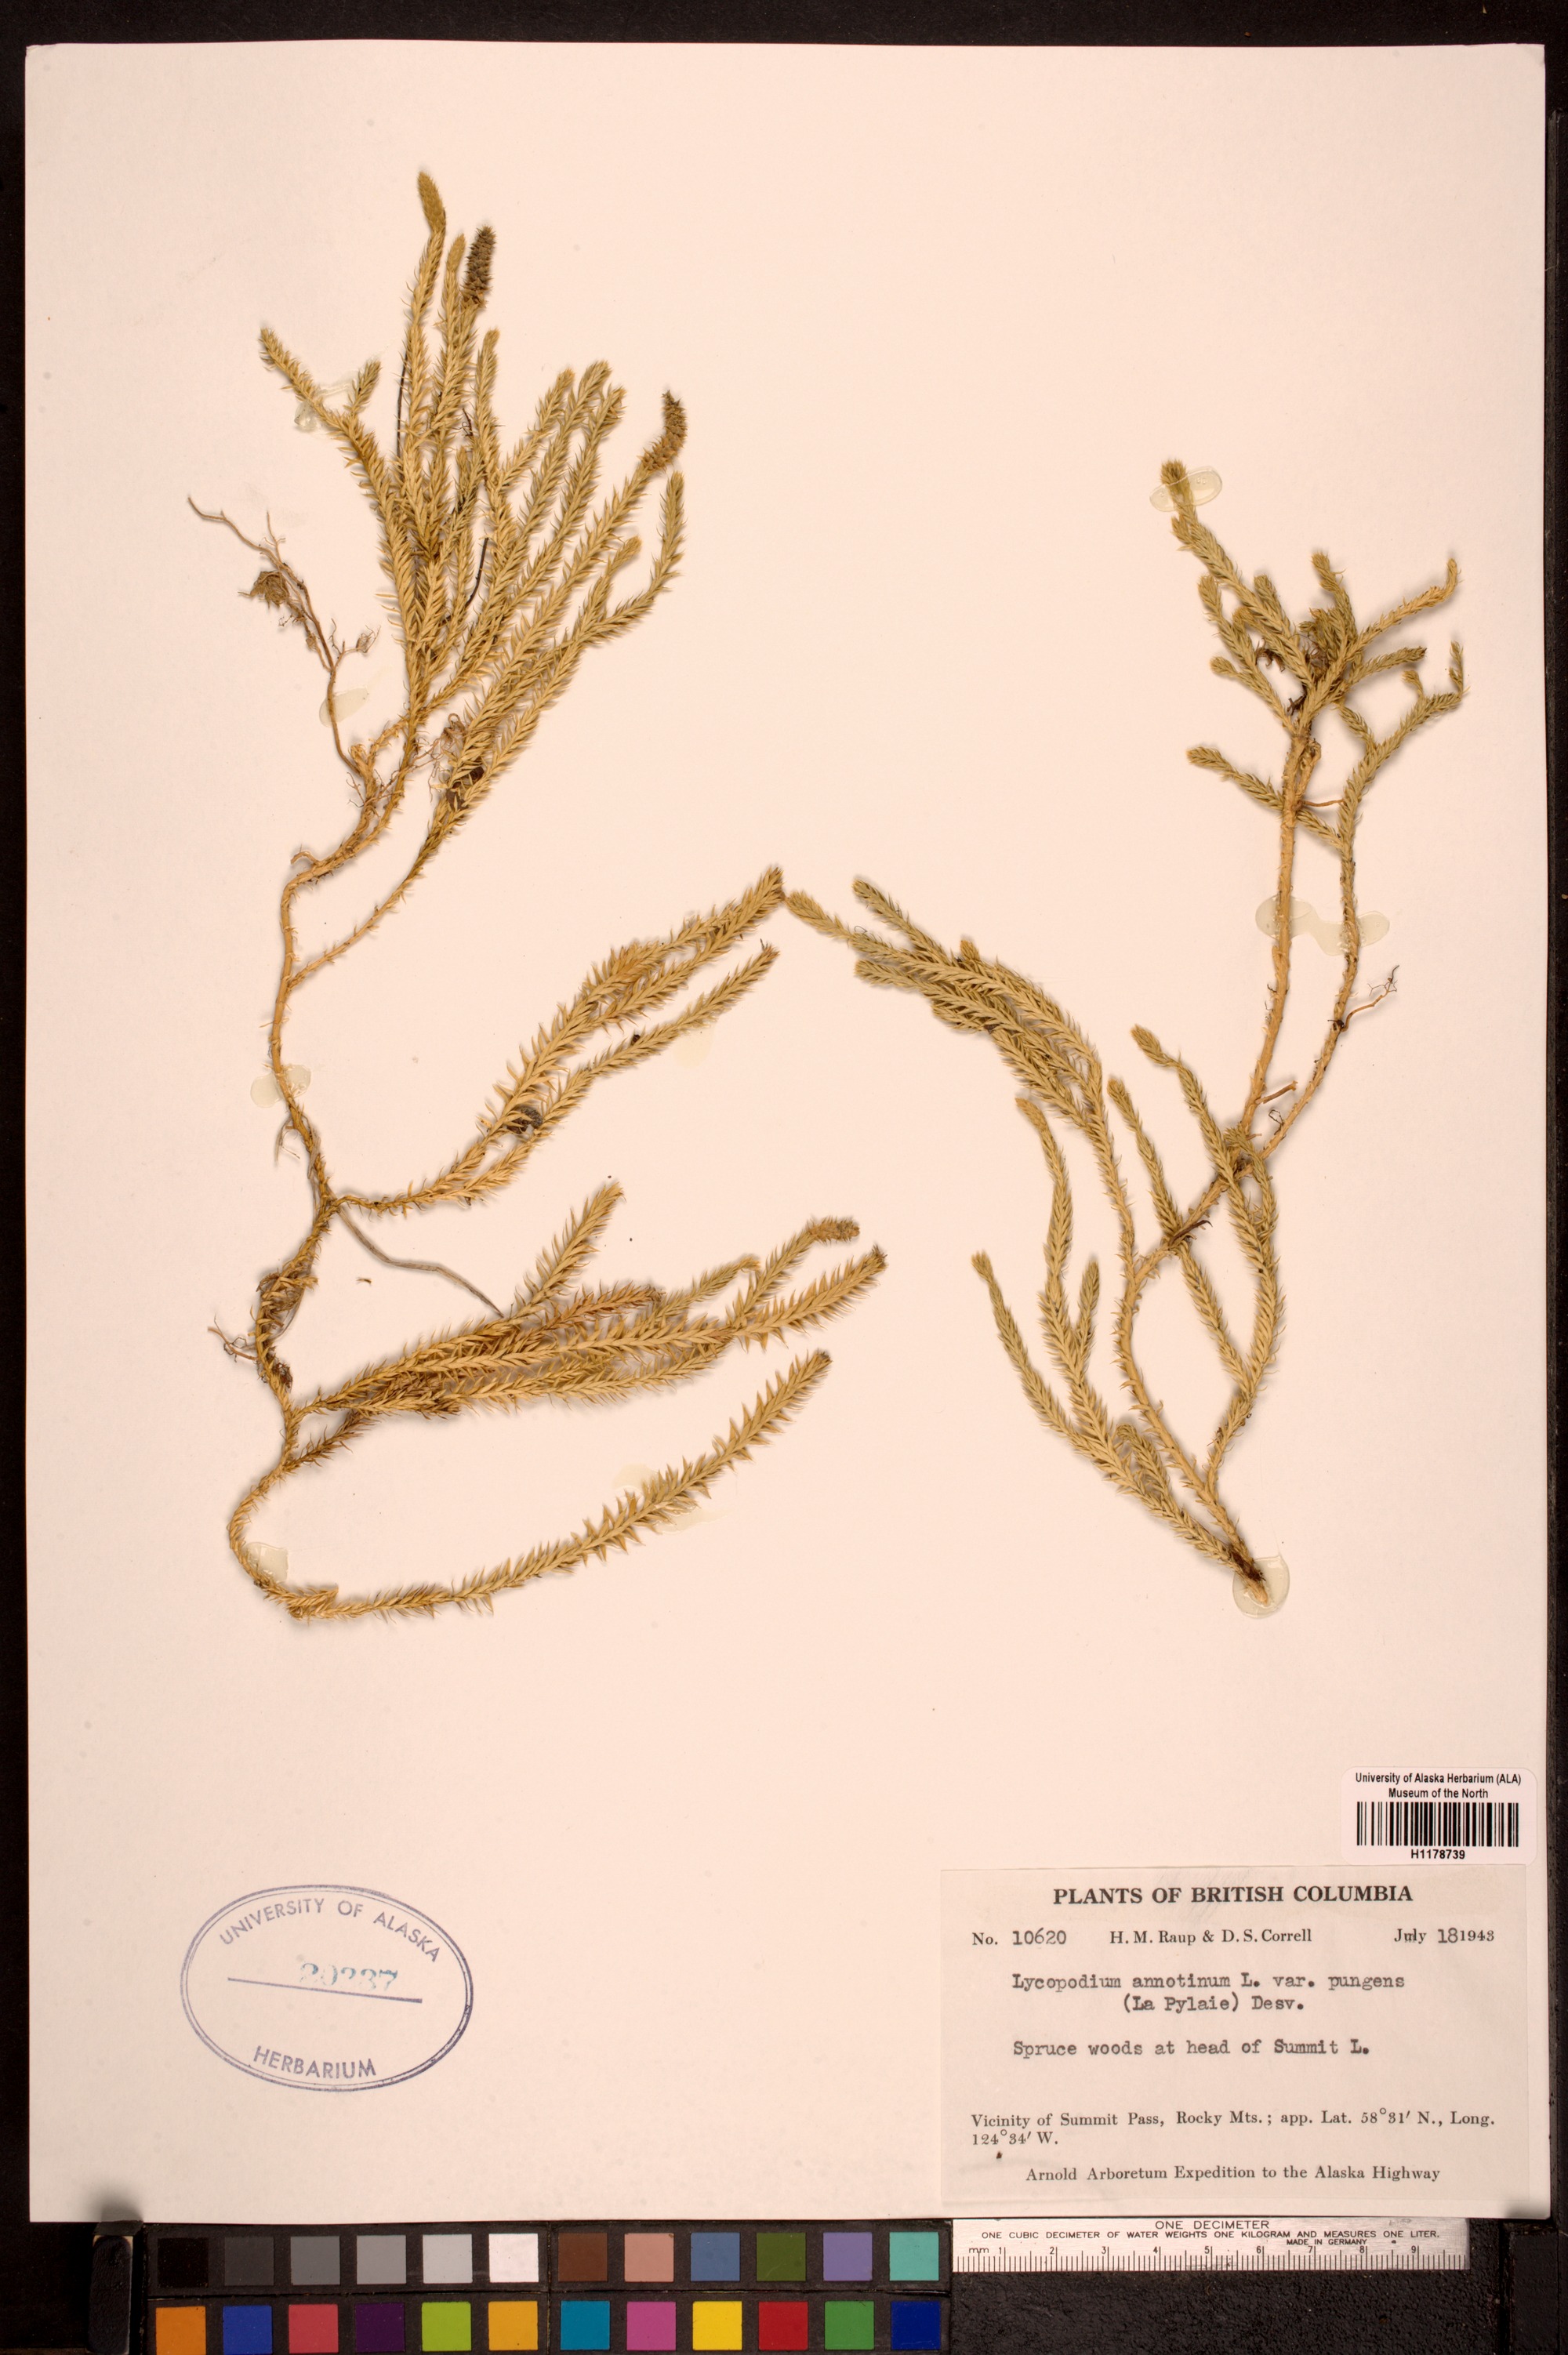 University of Alaska Herbarium (ALA)
Museum of the North
H1178739
PLANTS OF BRITISH COLUMBIA
No. 10620 H. M. Raup & D. S. Correll July 18 1943
Lycopodium annotinum L. var. pungens
(La Pylaie) Desv.
Spruce woods at head of Summit L.
Vicinity of Summit Pass, Rocky Mts.; app. Lat. 58°31′ N., Long.
124°34′ W.
Arnold Arboretum Expedition to the Alaska Highway
UNIVERSITY OF ALASKA
20237
HERBARIUM
ONE DECIMETER
ONE CUBIC DECIMETER OF WATER WEIGHTS ONE KILOGRAM AND MEASURES ONE LITER.
MADE IN GERMANY
mm 1 2 3 4 5 6 7 8 9